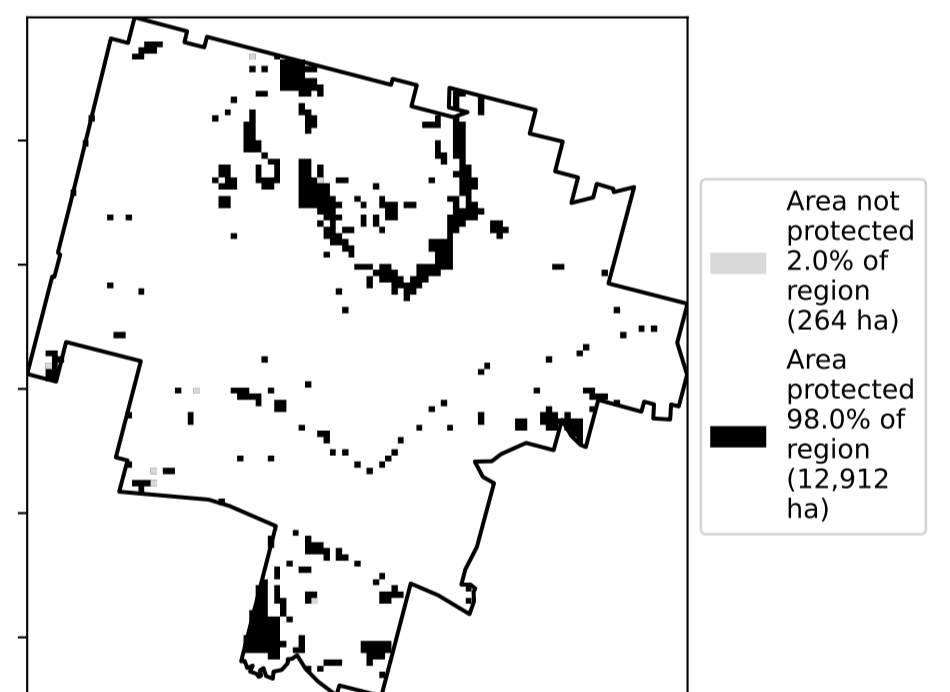 Area not
protected
2.0% of
region
(264 ha)
Area
protected
98.0% of
region
(12,912
ha)